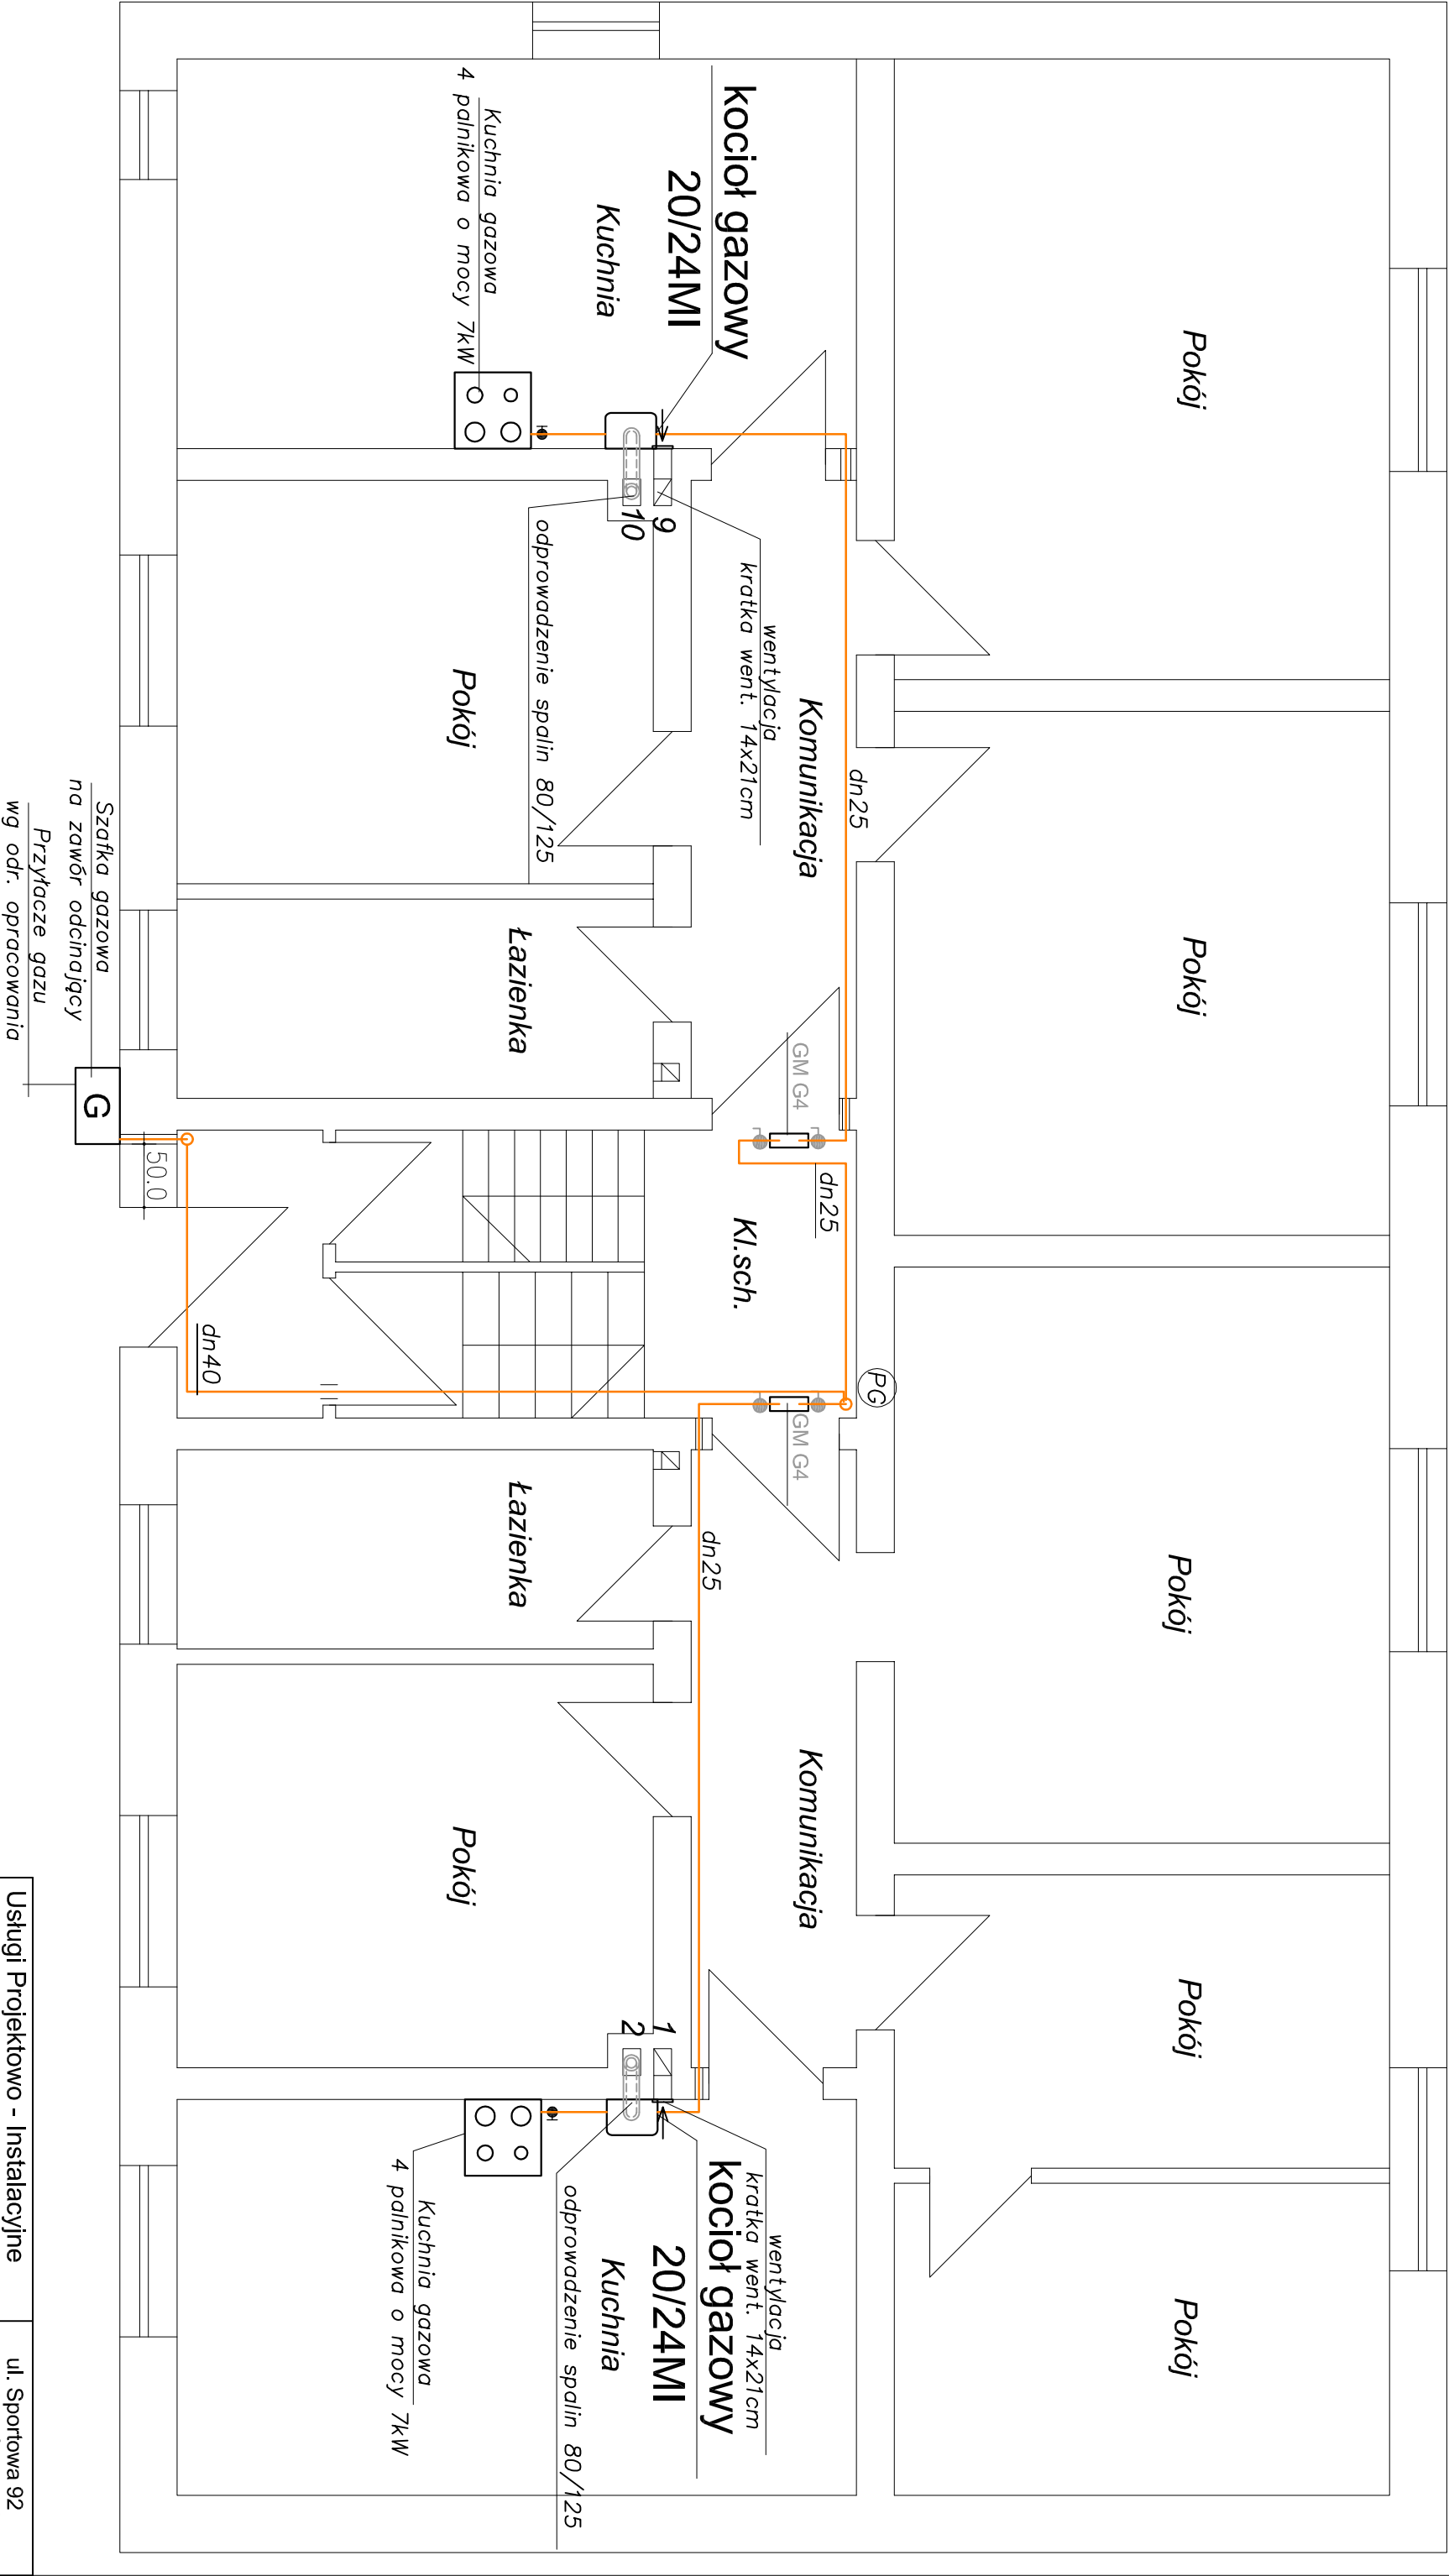 Pokój
Pokój
Pokój
Pokój
Pokój
kocioł gazowy
20/24MI
Kuchnia
Kuchnia gazowa
4 palnikowa o mocy 7kW
9
10
wentylacja
kratka went. 14x21cm
odprowadzenie spalin 80/125
Komunikacja
dn25
Pokój
Łazienka
GM G4
dn25
Kl.sch.
PG
GM G4
dn40
50.0
G
Szafka gazowa
na zawór odcinający
Przyłacze gazu
wg odr. opracowania
Łazienka
dn25
Komunikacja
Pokój
1
2
wentylacja
kratka went. 14x21cm
kocioł gazowy
20/24MI
Kuchnia
odprowadzenie spalin 80/125
Kuchnia gazowa
4 palnikowa o mocy 7kW
Usługi Projektowo - Instalacyjne
ul. Sportowa 92